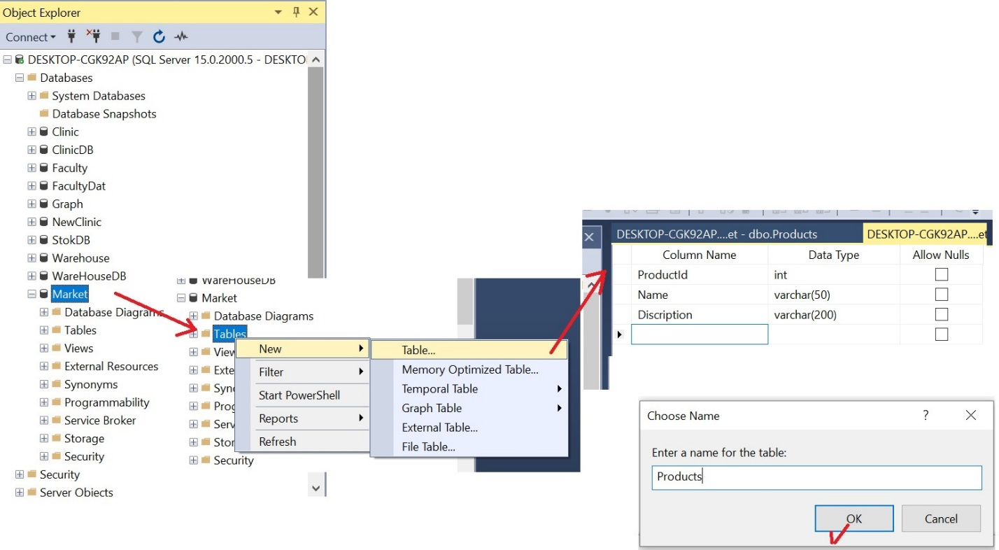 Object Explorer
Connect
DESKTOP-CGK92AP (SQL Server 15.0.2000.5 - DESKTO
Databases
System Databases
Database Snapshots
Clinic
ClinicDB
Faculty
FacultyDat
Graph
NewClinic
StokDB
Warehouse
WareHouseDB
Market
Database Diagrams
Tables
Views
External Resources
Synonyms
Programmability
Service Broker
Storage
Security
Security
Server Objects
WareHouseDB
Market
Database Diagrams
Tables
View
Exte
Syn
Prog
Serv
Stor
Security
New
Filter
Start PowerShell
Reports
Refresh
Table...
Memory Optimized Table...
Temporal Table
Graph Table
External Table...
File Table...
DESKTOP-CGK92AP....et - dbo.Products
DESKTOP-CGK92AP....et
Column Name Data Type Allow Nulls
ProductId int
Name varchar(50)
Discription varchar(200)
Choose Name ?
Enter a name for the table:
Products
OK Cancel